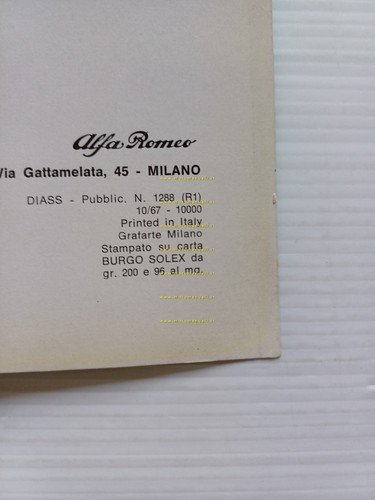 Alfa Romeo
Via Gattamelata, 45 - MILANO
DIASS - Pubblic. N. 1288 (R1)
10/67 - 10000
Printed in Italy
Grafarte Milano
Stampato su carta
BURGO SOLEX da
gr. 200 e 96 al mq.